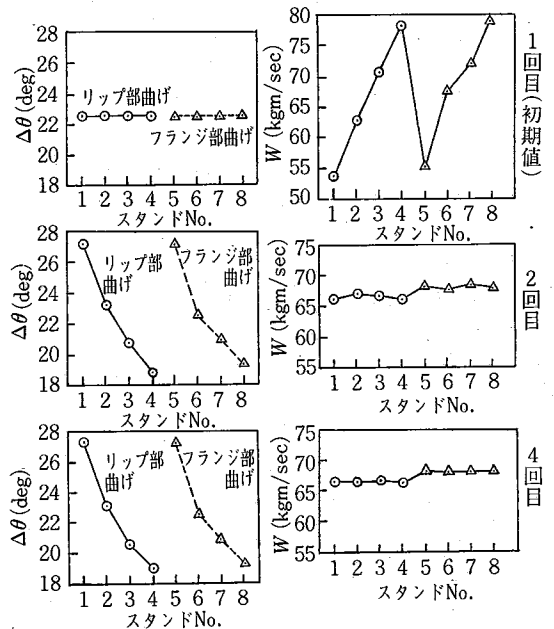 28
26
24
22
20
18
Δθ (deg)
リップ部曲げ
フランジ部曲げ
1 2 3 4 5 6 7 8
スタンドNo.
80
75
70
65
60
55
50
W (kgm/sec)
1 2 3 4 5 6 7 8
スタンドNo.
1回目(初期値)
28
26
24
22
20
18
Δθ (deg)
リップ部
曲げ
フランジ部
曲げ
1 2 3 4 5 6 7 8
スタンドNo.
75
70
65
60
55
W (kgm/sec)
1 2 3 4 5 6 7 8
スタンドNo.
2回目
28
26
24
22
20
18
Δθ (deg)
リップ部
曲げ
フランジ部
曲げ
1 2 3 4 5 6 7 8
スタンドNo.
75
70
65
60
55
W (kgm/sec)
1 2 3 4 5 6 7 8
スタンドNo.
4回目